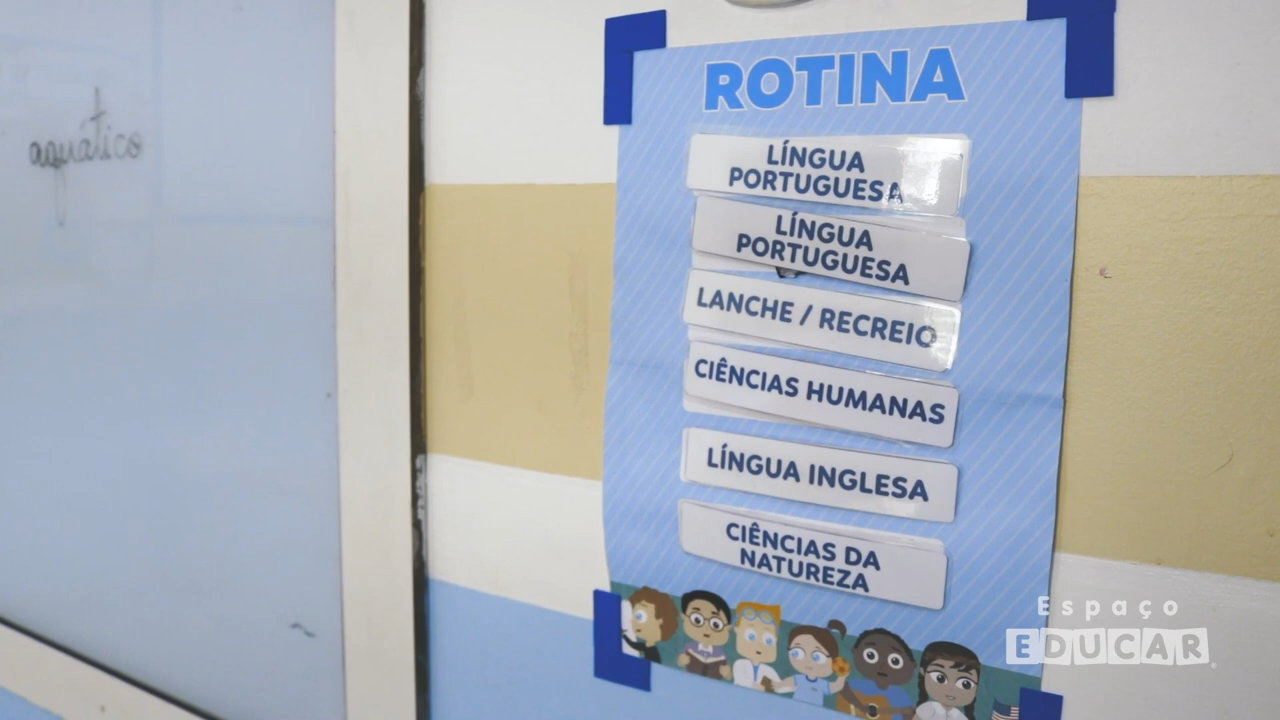 aquático
ROTINA
LÍNGUA
PORTUGUESA
LÍNGUA
PORTUGUESA
LANCHE / RECREIO
CIÊNCIAS HUMANAS
LÍNGUA INGLESA
CIÊNCIAS DA
NATUREZA
Espaço
EDUCAR